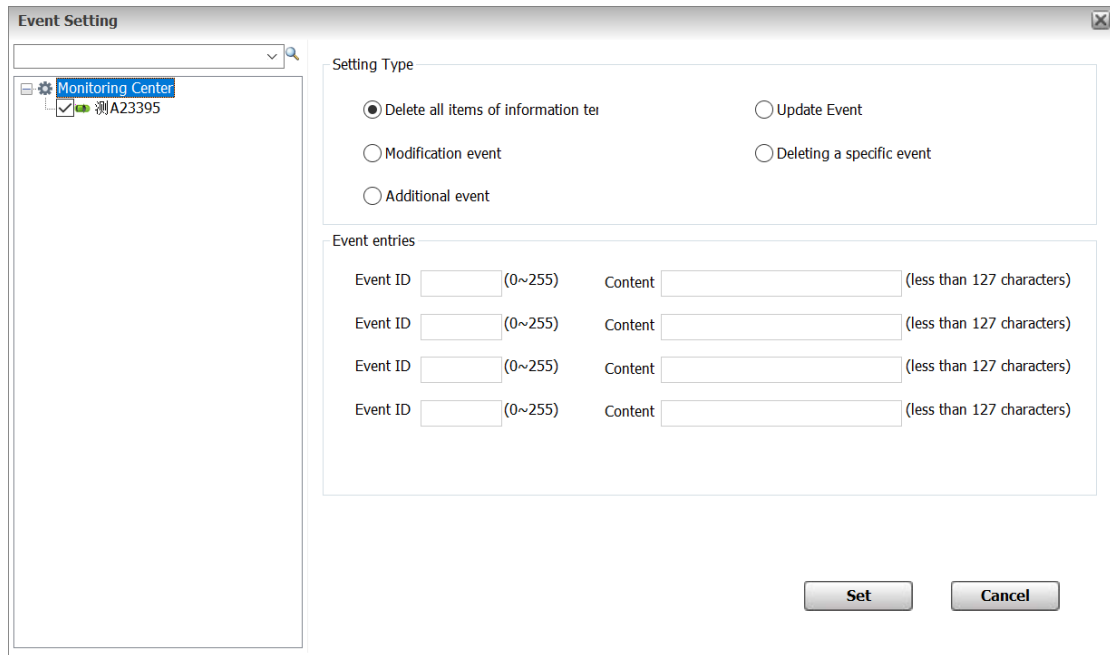 Event Setting
Monitoring Center
测A23395
Setting Type
Delete all items of information ter
Update Event
Modification event
Deleting a specific event
Additional event
Event entries
Event ID (0~255) Content (less than 127 characters)
Event ID (0~255) Content (less than 127 characters)
Event ID (0~255) Content (less than 127 characters)
Event ID (0~255) Content (less than 127 characters)
Set Cancel